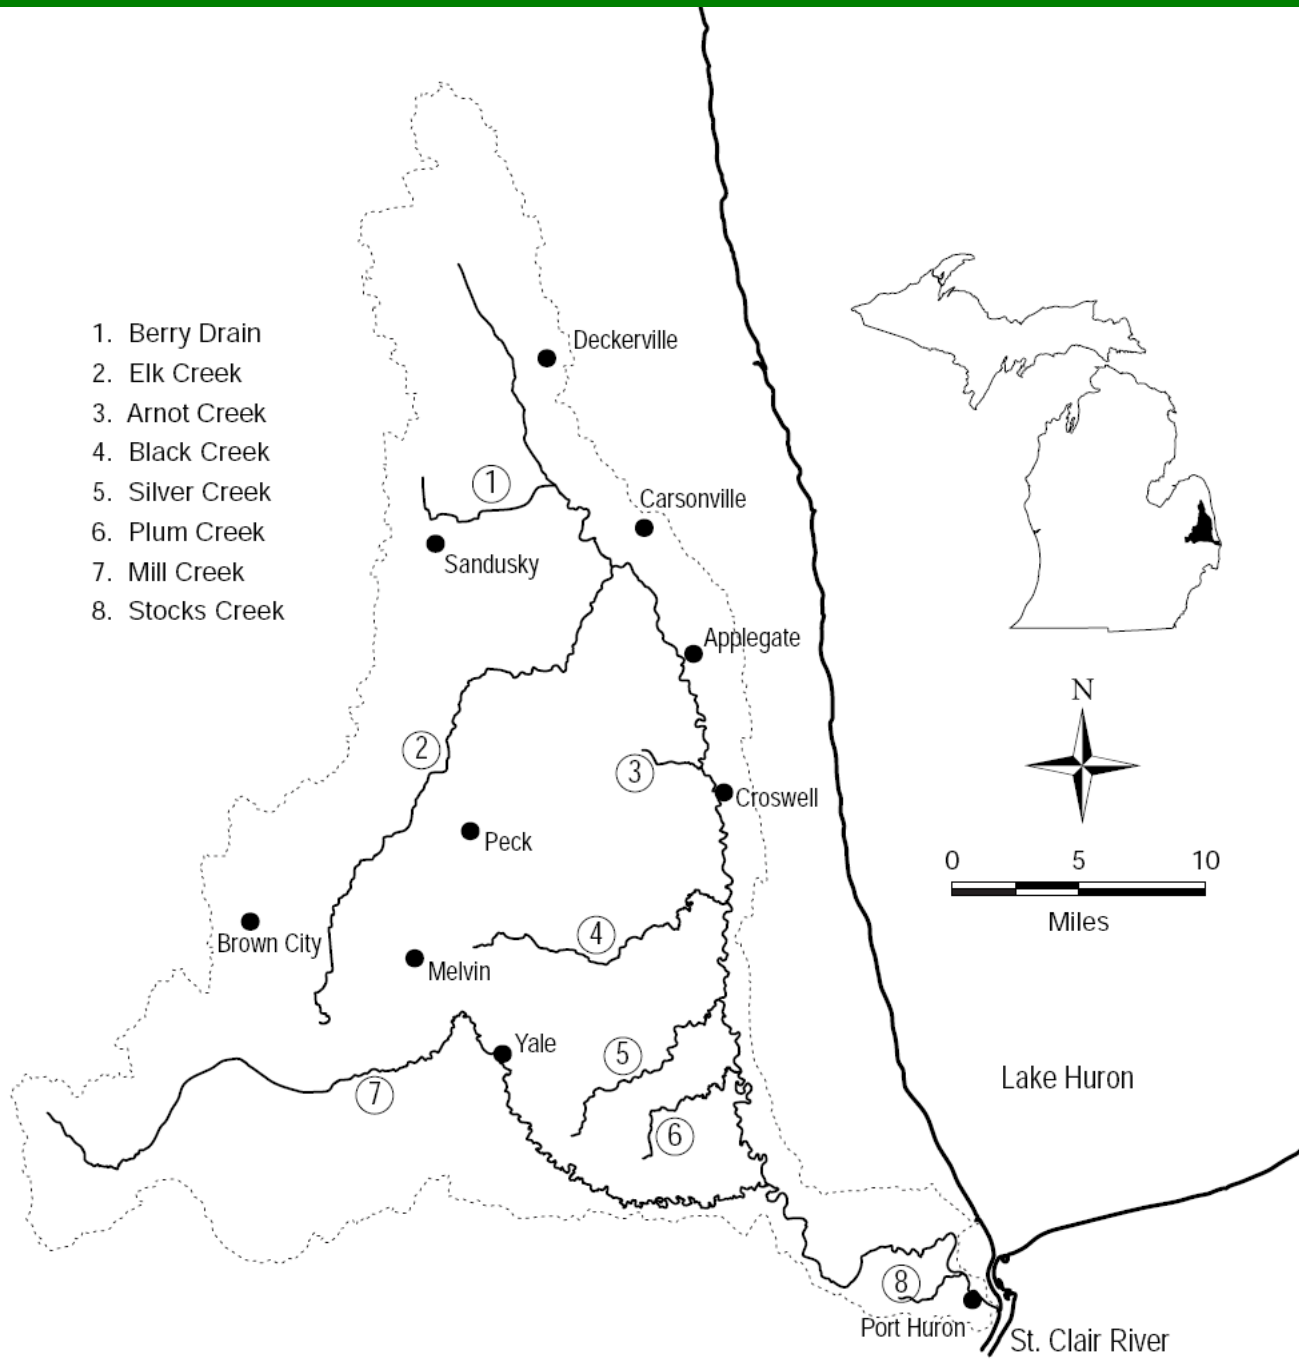 Deckerville
1. Berry Drain
2. Elk Creek
3. Arnot Creek
4. Black Creek
5. Silver Creek
6. Plum Creek
7. Mill Creek
8. Stocks Creek
1
Carsonville
Sandusky
Applegate
N
2
3
Croswell
Peck
0 5 10
Miles
4
Brown City
Melvin
Yale
5
Lake Huron
7
6
8
Port Huron
St. Clair River